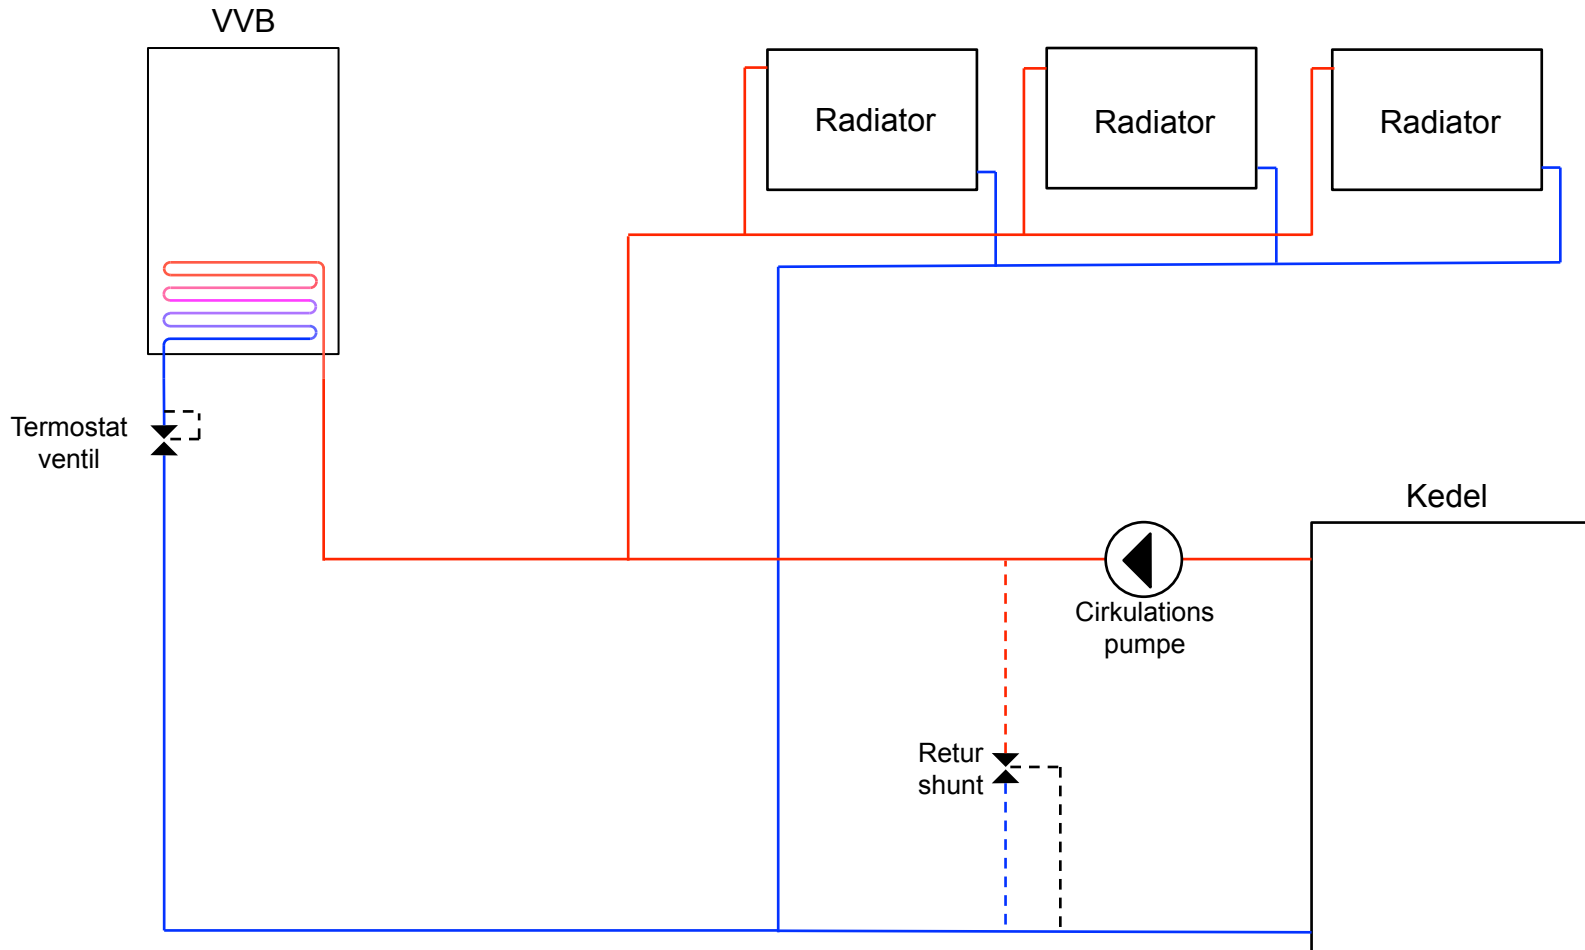 VVB
Radiator
Radiator
Radiator
Termostat
ventil
Kedel
Cirkulations
pumpe
Retur
shunt